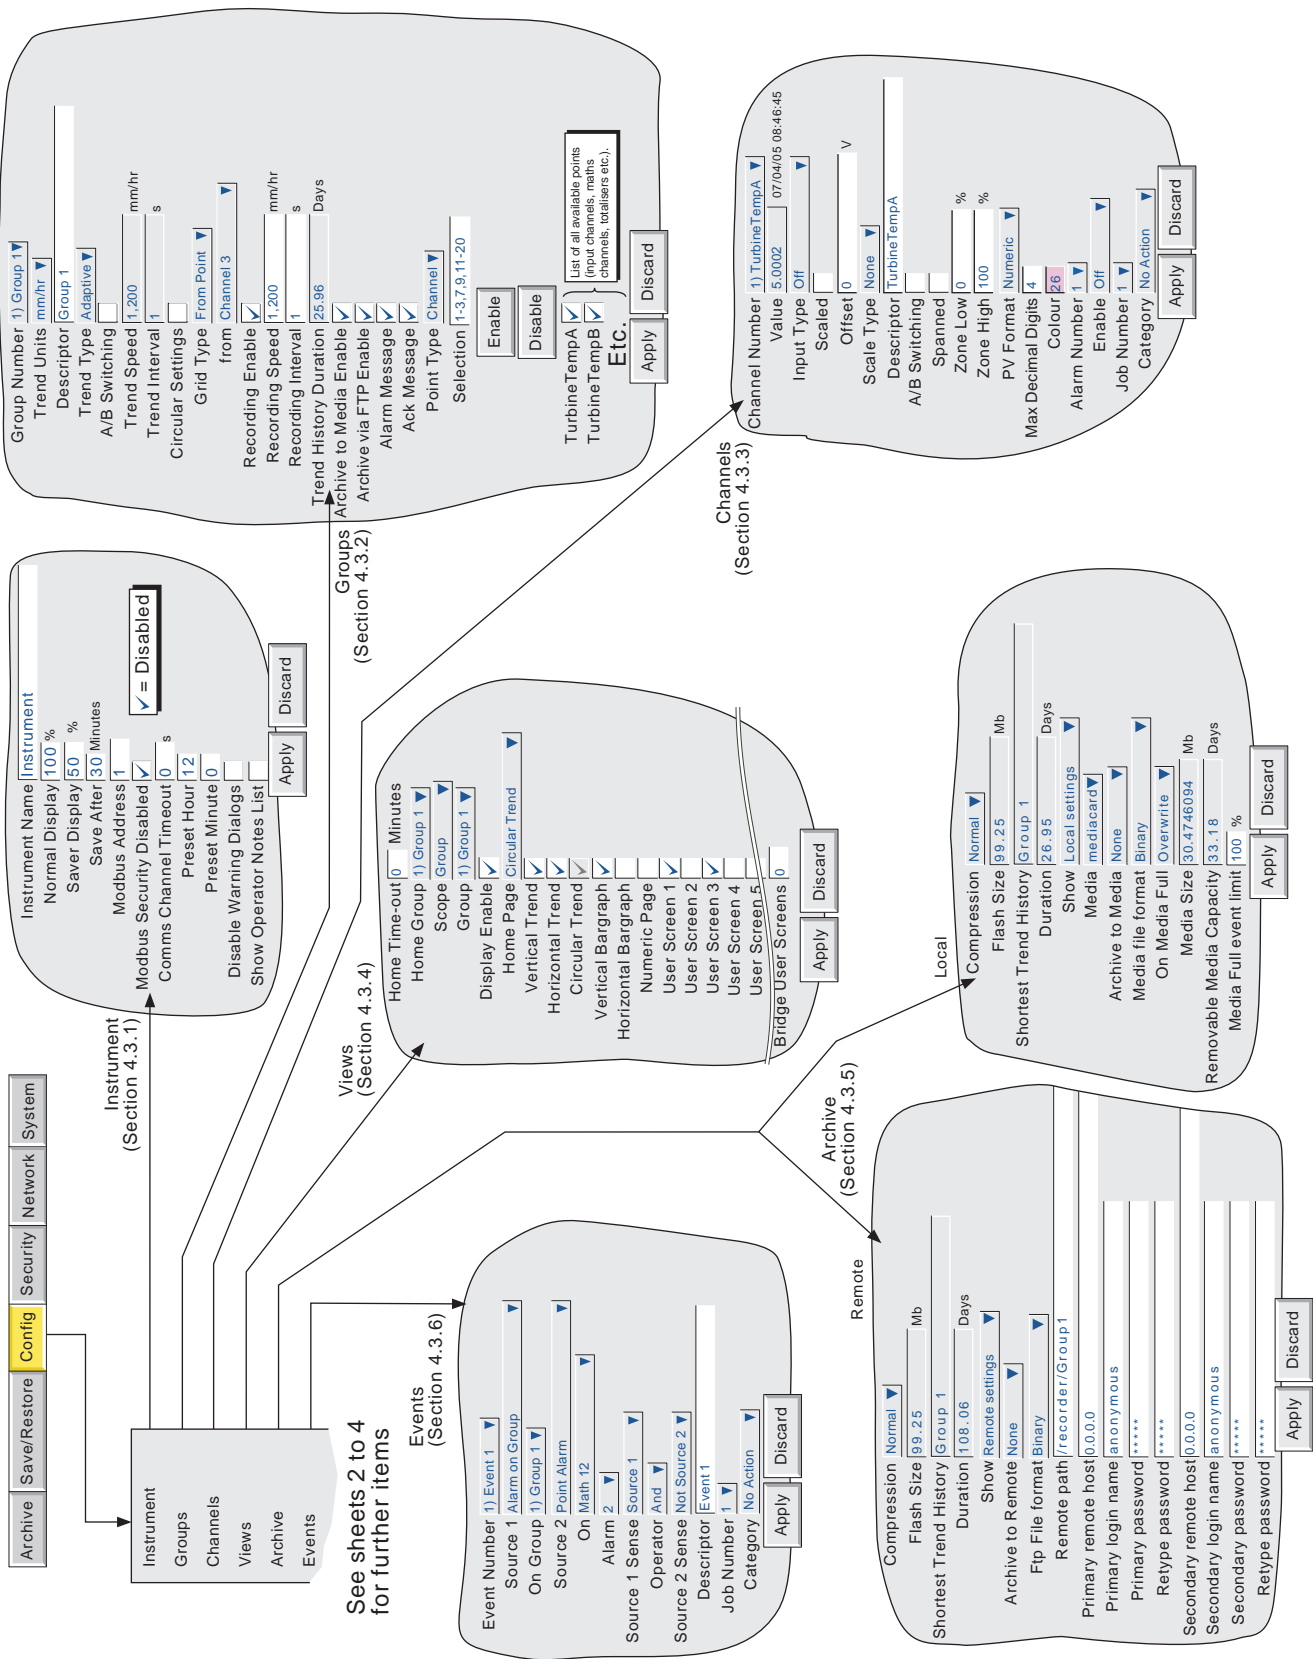 Archive
Save/Restore
Config
Security
Network
System
Instrument
Groups
Channels
Views
Archive
Events
See sheets 2 to 4
for further items
Instrument
(Section 4.3.1)
Instrument Name Instrument
Normal Display 100 %
Saver Display 50 %
Save After 30 Minutes
Modbus Address 1
Modbus Security Disabled
Comms Channel Timeout 0 s
Preset Hour 12
Preset Minute 0
Disable Warning Dialogs
Show Operator Notes List
= Disabled
Apply Discard
Groups
(Section 4.3.2)
Group Number 1) Group 1
Trend Units mm/hr
Descriptor Group 1
Trend Type Adaptive
A/B Switching
Trend Speed 1,200 mm/hr
Trend Interval 1 s
Circular Settings
Grid Type From Point
from Channel 3
Recording Enable
Recording Speed 1,200 mm/hr
Recording Interval 1 s
Trend History Duration 25.96 Days
Archive to Media Enable
Archive via FTP Enable
Alarm Message
Ack Message
Point Type Channel
Selection 1-3,7,9,11-20
Enable
Disable
TurbineTempA
TurbineTempB
Etc.
List of all available points
(input channels, maths
channels, totalisers etc.).
Apply Discard
Channels
(Section 4.3.3)
Channel Number 1) TurbineTempA
Value 5.0002 07/04/05 08:46:45
Input Type Off
Scaled
Offset 0 V
Scale Type None
Descriptor TurbineTempA
A/B Switching
Spanned
Zone Low 0 %
Zone High 100 %
PV Format Numeric
Max Decimal Digits 4
Colour 26
Alarm Number 1
Enable Off
Job Number 1
Category No Action
Apply Discard
Views
(Section 4.3.4)
Home Time-out 0 Minutes
Home Group 1) Group 1
Scope Group
Group 1) Group 1
Display Enable
Home Page Circular Trend
Vertical Trend
Horizontal Trend
Circular Trend
Vertical Bargraph
Horizontal Bargraph
Numeric Page
User Screen 1
User Screen 2
User Screen 3
User Screen 4
User Screen 5
Bridge User Screens 0
Apply Discard
Archive
(Section 4.3.5)
Local
Compression Normal
Flash Size 99.25 Mb
Shortest Trend History Group 1
Duration 26.95 Days
Show Local settings
Media mediacard
Archive to Media None
Media file format Binary
On Media Full Overwrite
Media Size 30.4746094 Mb
Removable Media Capacity 33.18 Days
Media Full event limit 100 %
Apply Discard
Remote
Compression Normal
Flash Size 99.25 Mb
Shortest Trend History Group 1
Duration 108.06 Days
Show Remote settings
Archive to Remote None
Ftp File format Binary
Remote path /recorder/Group1
Primary remote host 0.0.0.0
Primary login name anonymous
Primary password *****
Retype password *****
Secondary remote host 0.0.0.0
Secondary login name anonymous
Secondary password *****
Retype password *****
Apply Discard
Events
(Section 4.3.6)
Event Number 1) Event 1
Source 1 Alarm on Group
On Group 1) Group 1
Source 2 Point Alarm
On Math 12
Alarm 2
Source 1 Sense Source 1
Operator And
Source 2 Sense Not Source 2
Descriptor Event 1
Job Number 1
Category No Action
Apply Discard